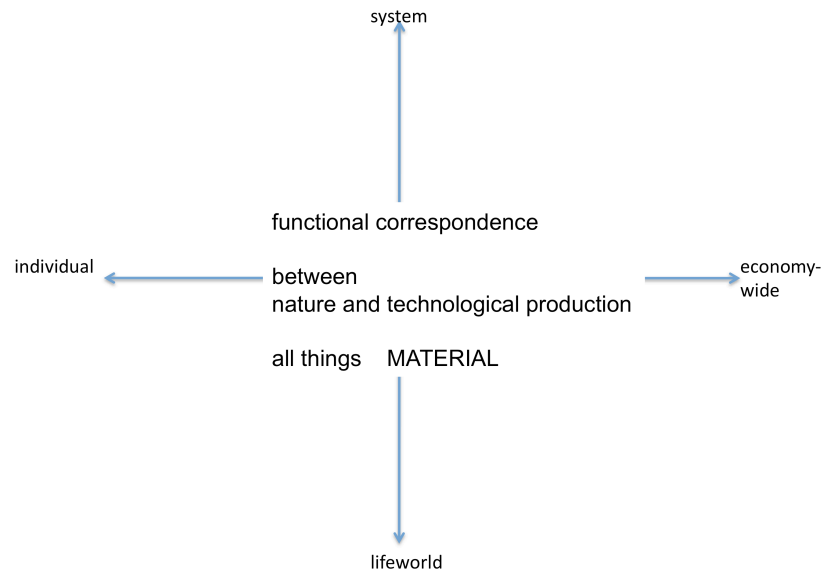 system
functional correspondence
individual
economy-
wide
between
nature and technological production
all things MATERIAL
lifeworld